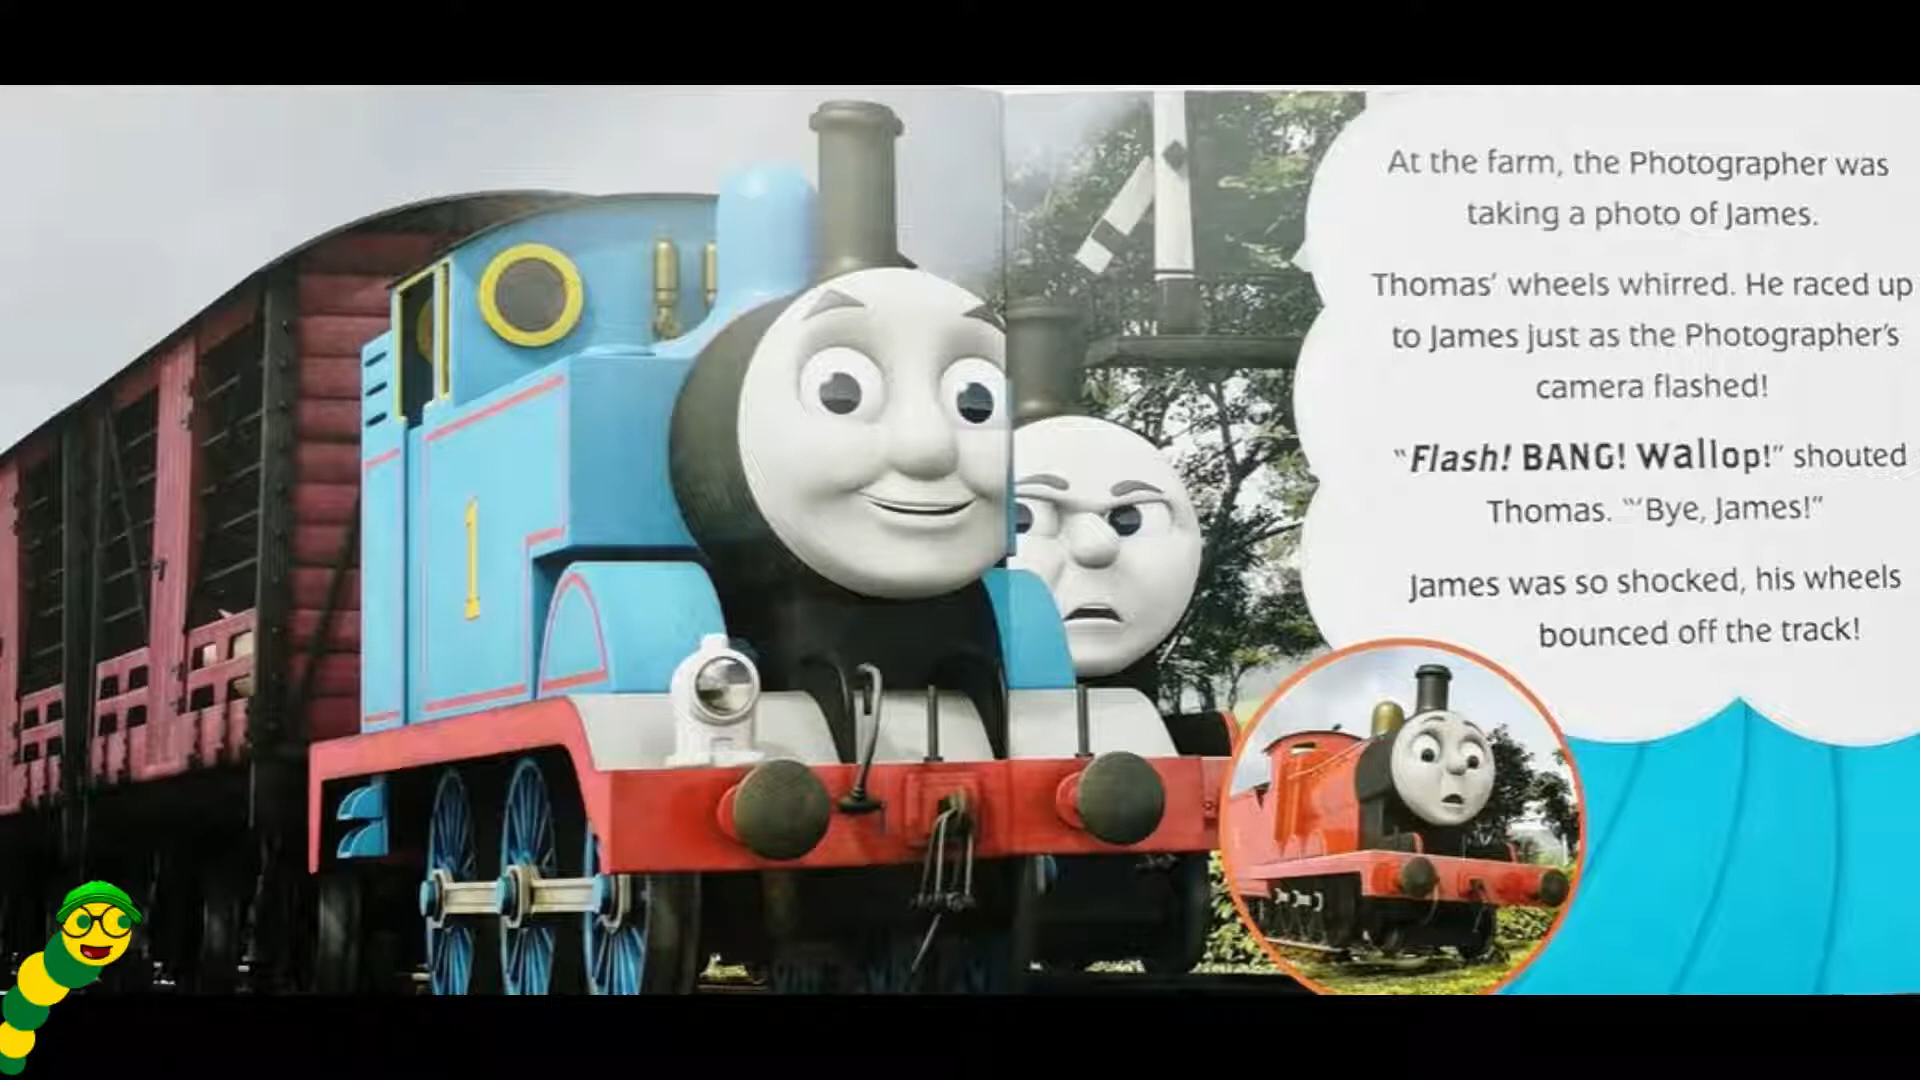 At the farm, the Photographer was
taking a photo of James.
Thomas' wheels whirred. He raced up
to James just as the Photographer's
camera flashed!
“Flash! BANG! Wallop!” shouted
Thomas. “'Bye, James!”
James was so shocked, his wheels
bounced off the track!
1